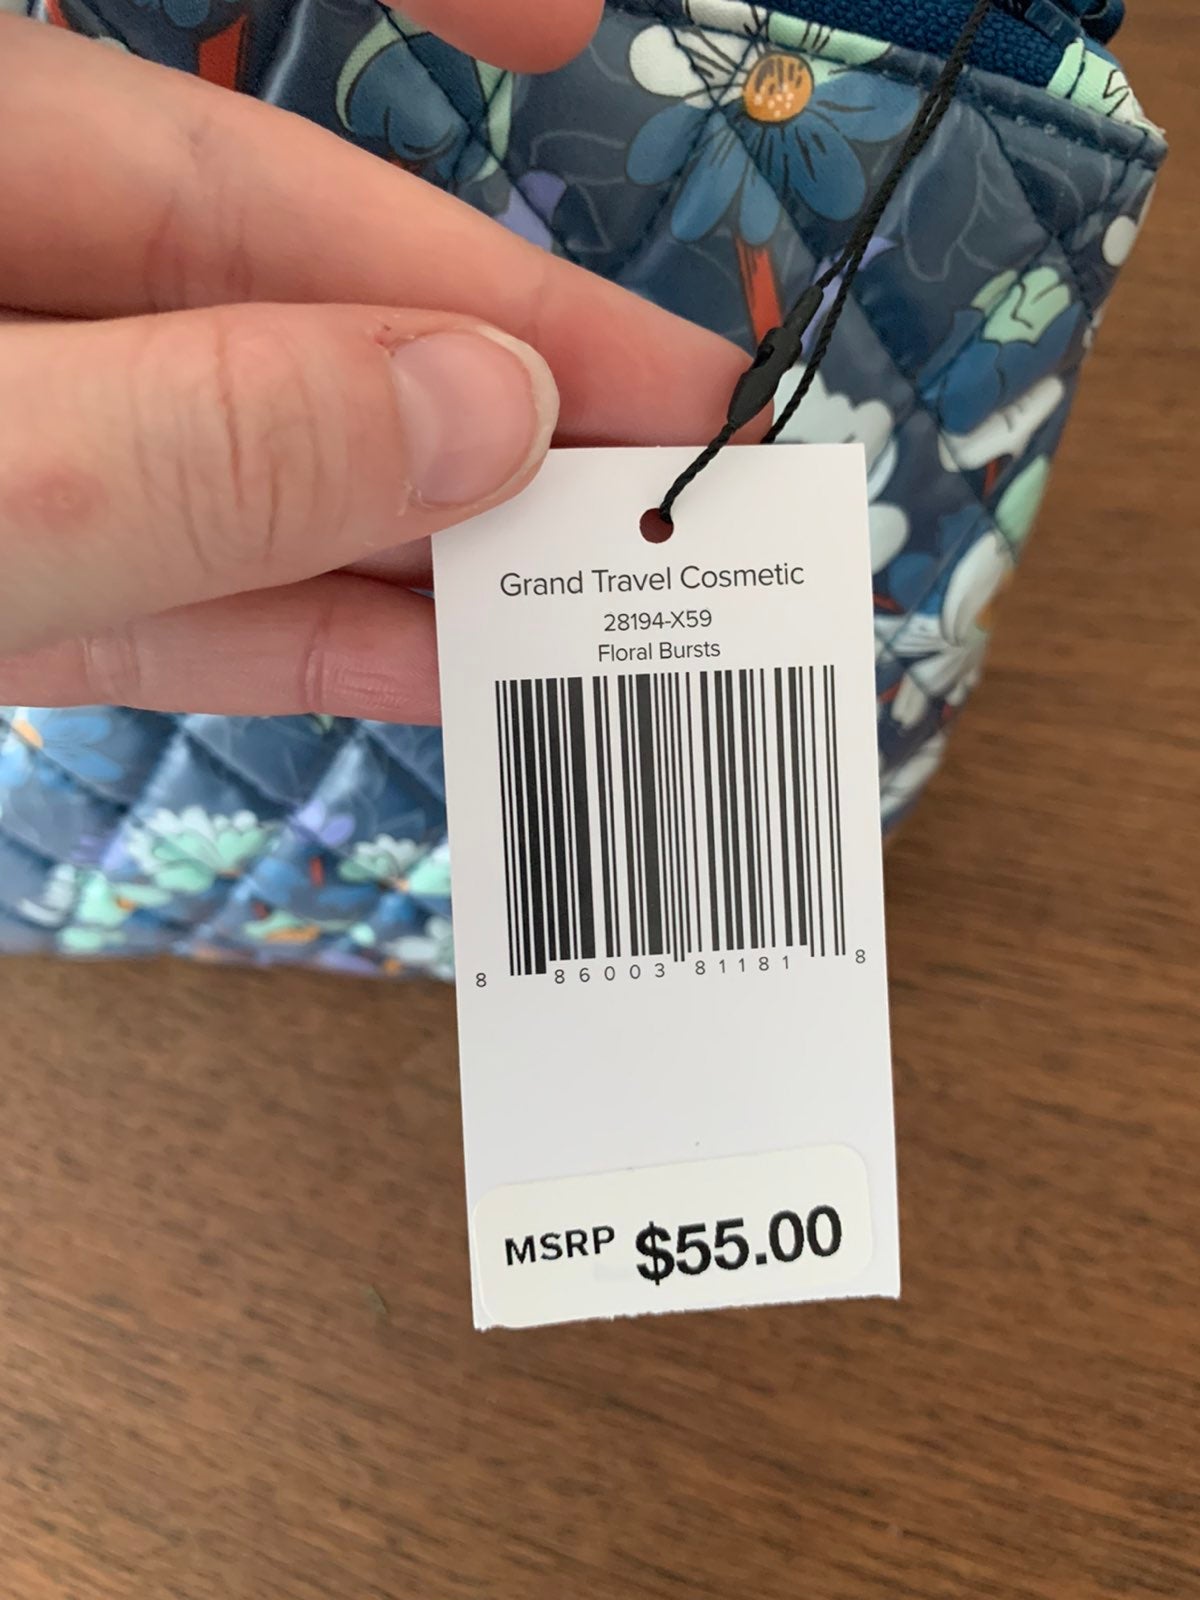 Grand Travel Cosmetic
28194-X59
Floral Bursts
8 86003 81181 8
MSRP $55.00